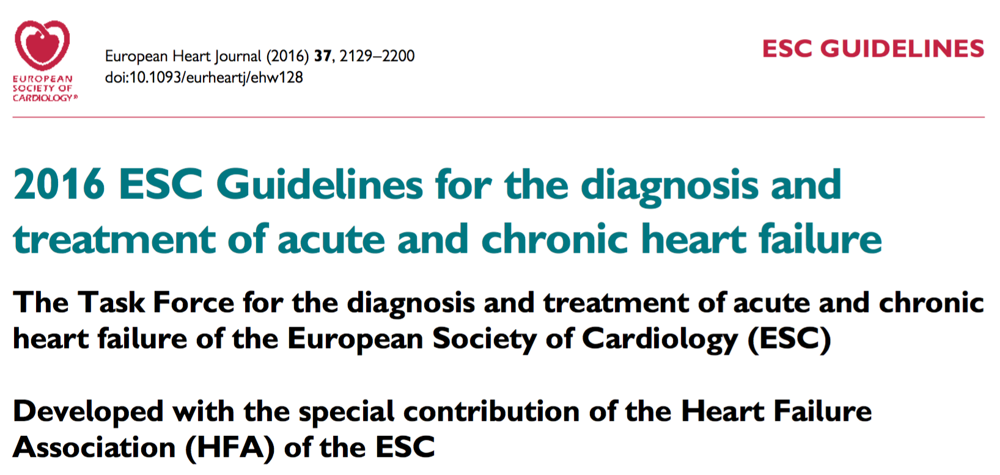 EUROPEAN
SOCIETY OF
CARDIOLOGY®
European Heart Journal (2016) 37, 2129–2200
doi:10.1093/eurheartj/ehw128
ESC GUIDELINES
2016 ESC Guidelines for the diagnosis and
treatment of acute and chronic heart failure
The Task Force for the diagnosis and treatment of acute and chronic
heart failure of the European Society of Cardiology (ESC)
Developed with the special contribution of the Heart Failure
Association (HFA) of the ESC